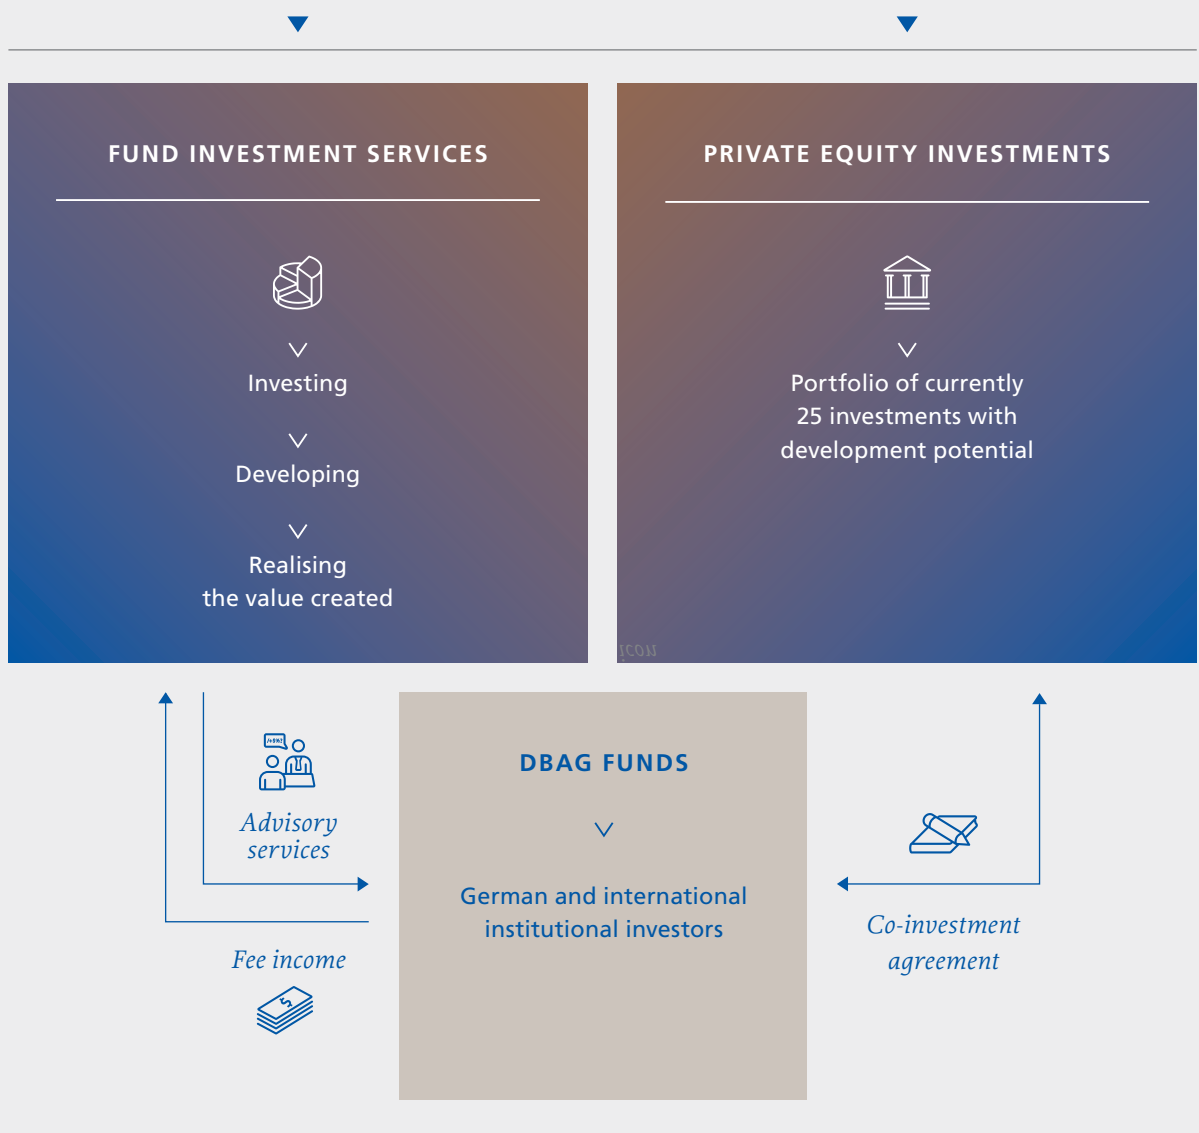 FUND INVESTMENT SERVICES
Investing
Developing
Realising
the value created
PRIVATE EQUITY INVESTMENTS
Portfolio of currently
25 investments with
development potential
icon
Advisory
services
Fee income
DBAG FUNDS
German and international
institutional investors
Co-investment
agreement